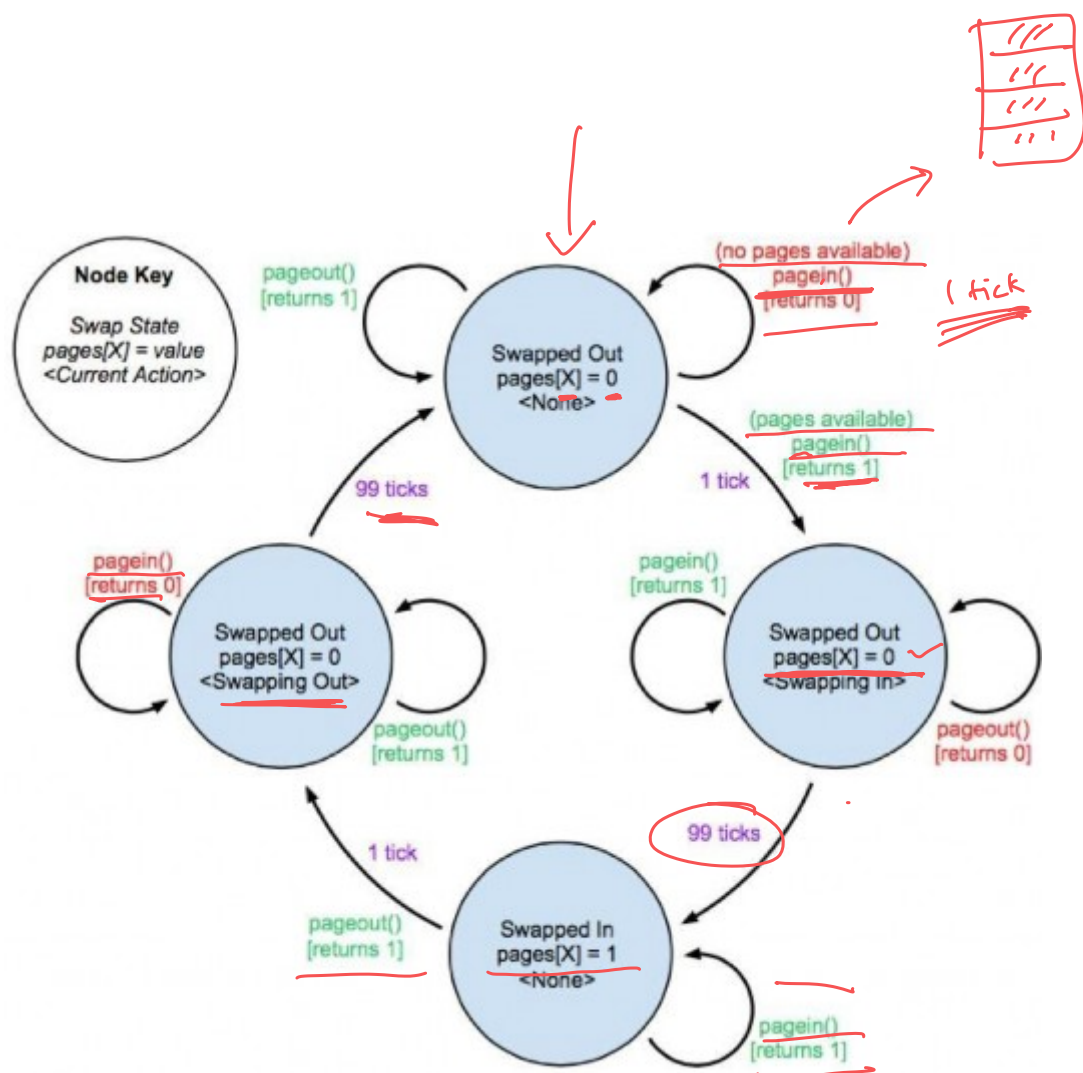 Node Key
Swap State
pages[X] = value
<Current Action>
pageout()
[returns 1]
(no pages available)
pagein()
[returns 0]
1 tick
Swapped Out
pages[X] = 0
<None>
(pages available)
pagein()
[returns 1]
1 tick
99 ticks
pagein()
[returns 0]
Swapped Out
pages[X] = 0
<Swapping Out>
pageout()
[returns 1]
pagein()
[returns 1]
Swapped Out
pages[X] = 0
<Swapping In>
pageout()
[returns 0]
99 ticks
1 tick
pageout()
[returns 1]
Swapped In
pages[X] = 1
<None>
pagein()
[returns 1]